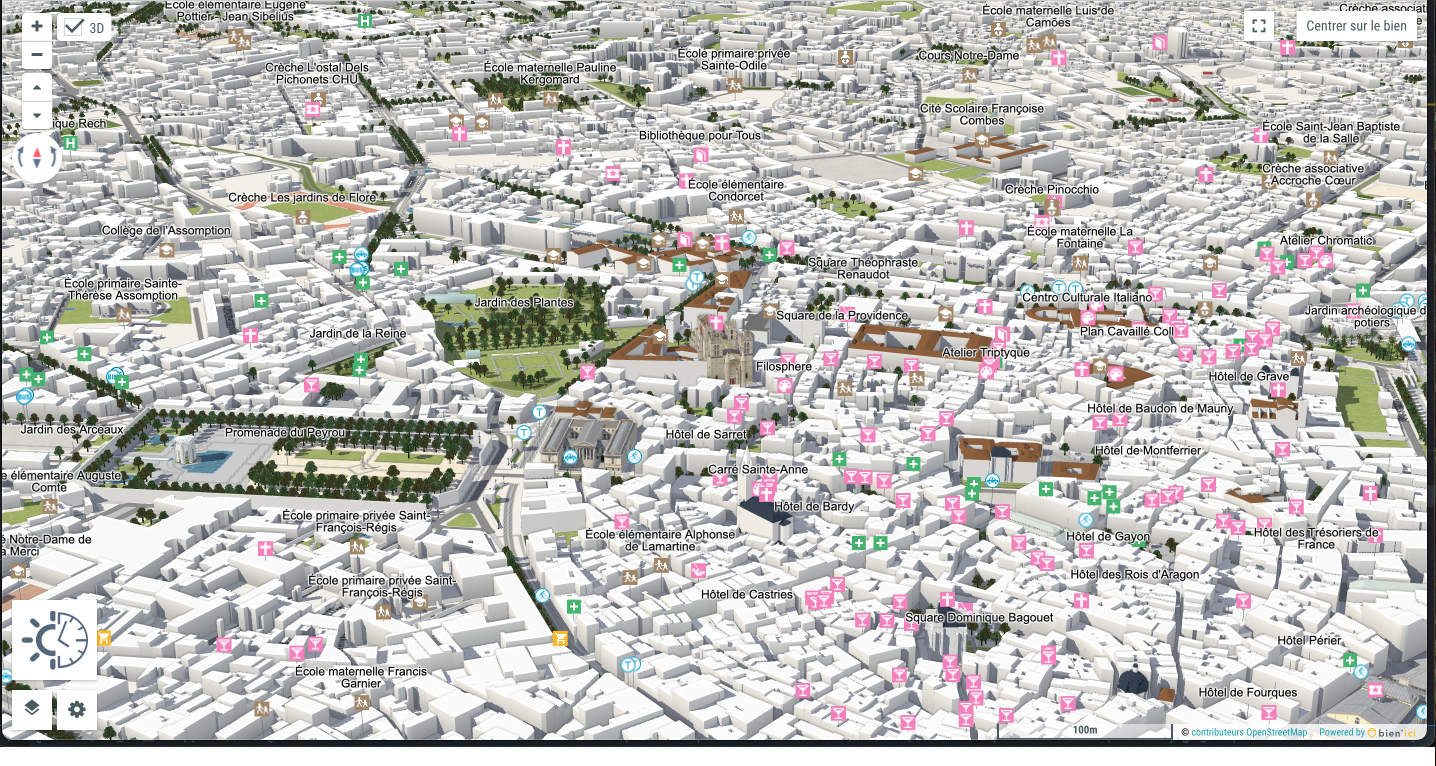 École élémentaire Eugène
Pottier - Jean Sibélius
École maternelle Luis de
Camões
Crèche associat
3D
Centrer sur le bien
École primaire privée
Sainte-Odile
Cours Notre-Dame
Crèche L'ostal Dels
Pichonets CHU
École maternelle Pauline
Kergomard
Cité Scolaire Françoise
Combes
ique Rech
Bibliothèque pour Tous
École Saint-Jean Baptiste
de la Salle
Crèche associative
Accroche Cœur
École élémentaire
Condorcet
Crèche Pinocchio
Crèche Les jardins de Flore
Collège de l'Assomption
École maternelle La
Fontaine
Atelier Chromatic
Square Théophraste
Renaudot
École primaire Sainte-
Thérèse Assomption
Jardin des Plantes
Centro Culturale Italiano
Jardin archéologique d
potiers
Square de la Providence
Jardin de la Reine
Plan Cavaillé Coll
Atelier Triptyque
Filosphere
Hôtel de Grave
Hôtel de Baudon de Mauny
Jardin des Arceaux
Promenade du Peyrou
Hôtel de Sarret
Hôtel de Montferrier
Carré Sainte-Anne
e élémentaire Auguste
Comte
Hôtel de Bardy
École primaire privée Saint-
François-Régis
École élémentaire Alphonse
de Lamartine
Hôtel de Gayon
Hôtel des Trésoriers de
France
é Notre-Dame de
a Merci
Hôtel des Rois d'Aragon
École primaire privée Saint-
François-Régis
Hôtel de Castries
Square Dominique Bagouet
Hôtel Périer
École maternelle Francis
Garnier
Hôtel de Fourques
100m
© contributeurs OpenStreetMap
Powered by bien'ici